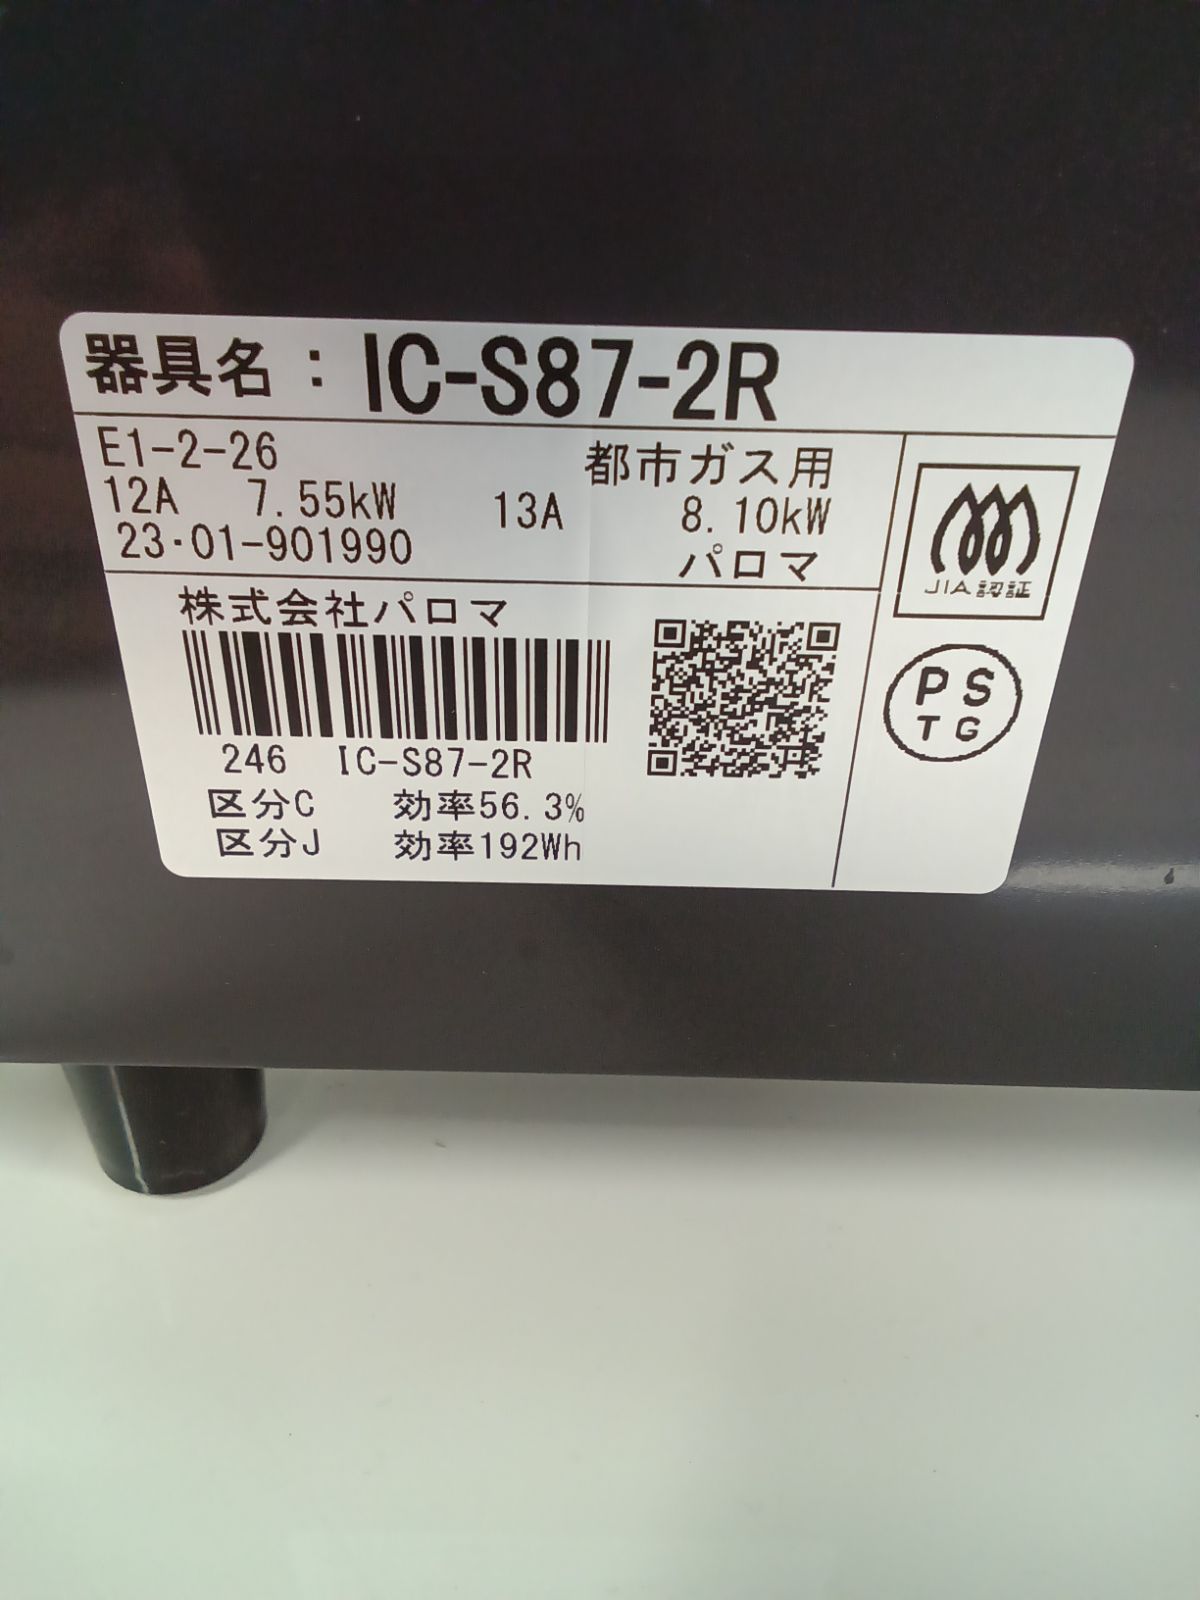 器具名：IC-S87-2R
E1-2-26 都市ガス用
12A 7.55kW 13A 8.10kW
23・01-901990 パロマ
JIA認証
株式会社パロマ
PS
TG
246 IC-S87-2R
区分C 効率56.3%
区分J 効率192Wh